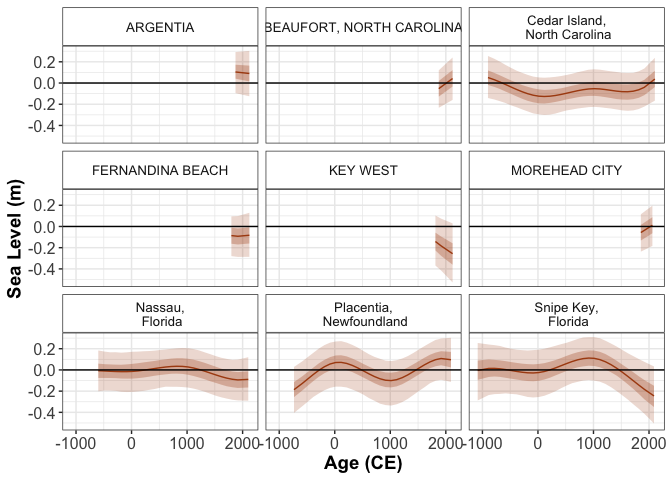 ARGENTIA
BEAUFORT, NORTH CAROLINA
Cedar Island,
North Carolina
0.2
0.0
-0.2
-0.4
FERNANDINA BEACH
KEY WEST
MOREHEAD CITY
0.2
0.0
-0.2
-0.4
Nassau,
Florida
Placentia,
Newfoundland
Snipe Key,
Florida
0.2
0.0
-0.2
-0.4
-1000 0 1000 2000 -1000 0 1000 2000 -1000 0 1000 2000
Age (CE)
Sea Level (m)